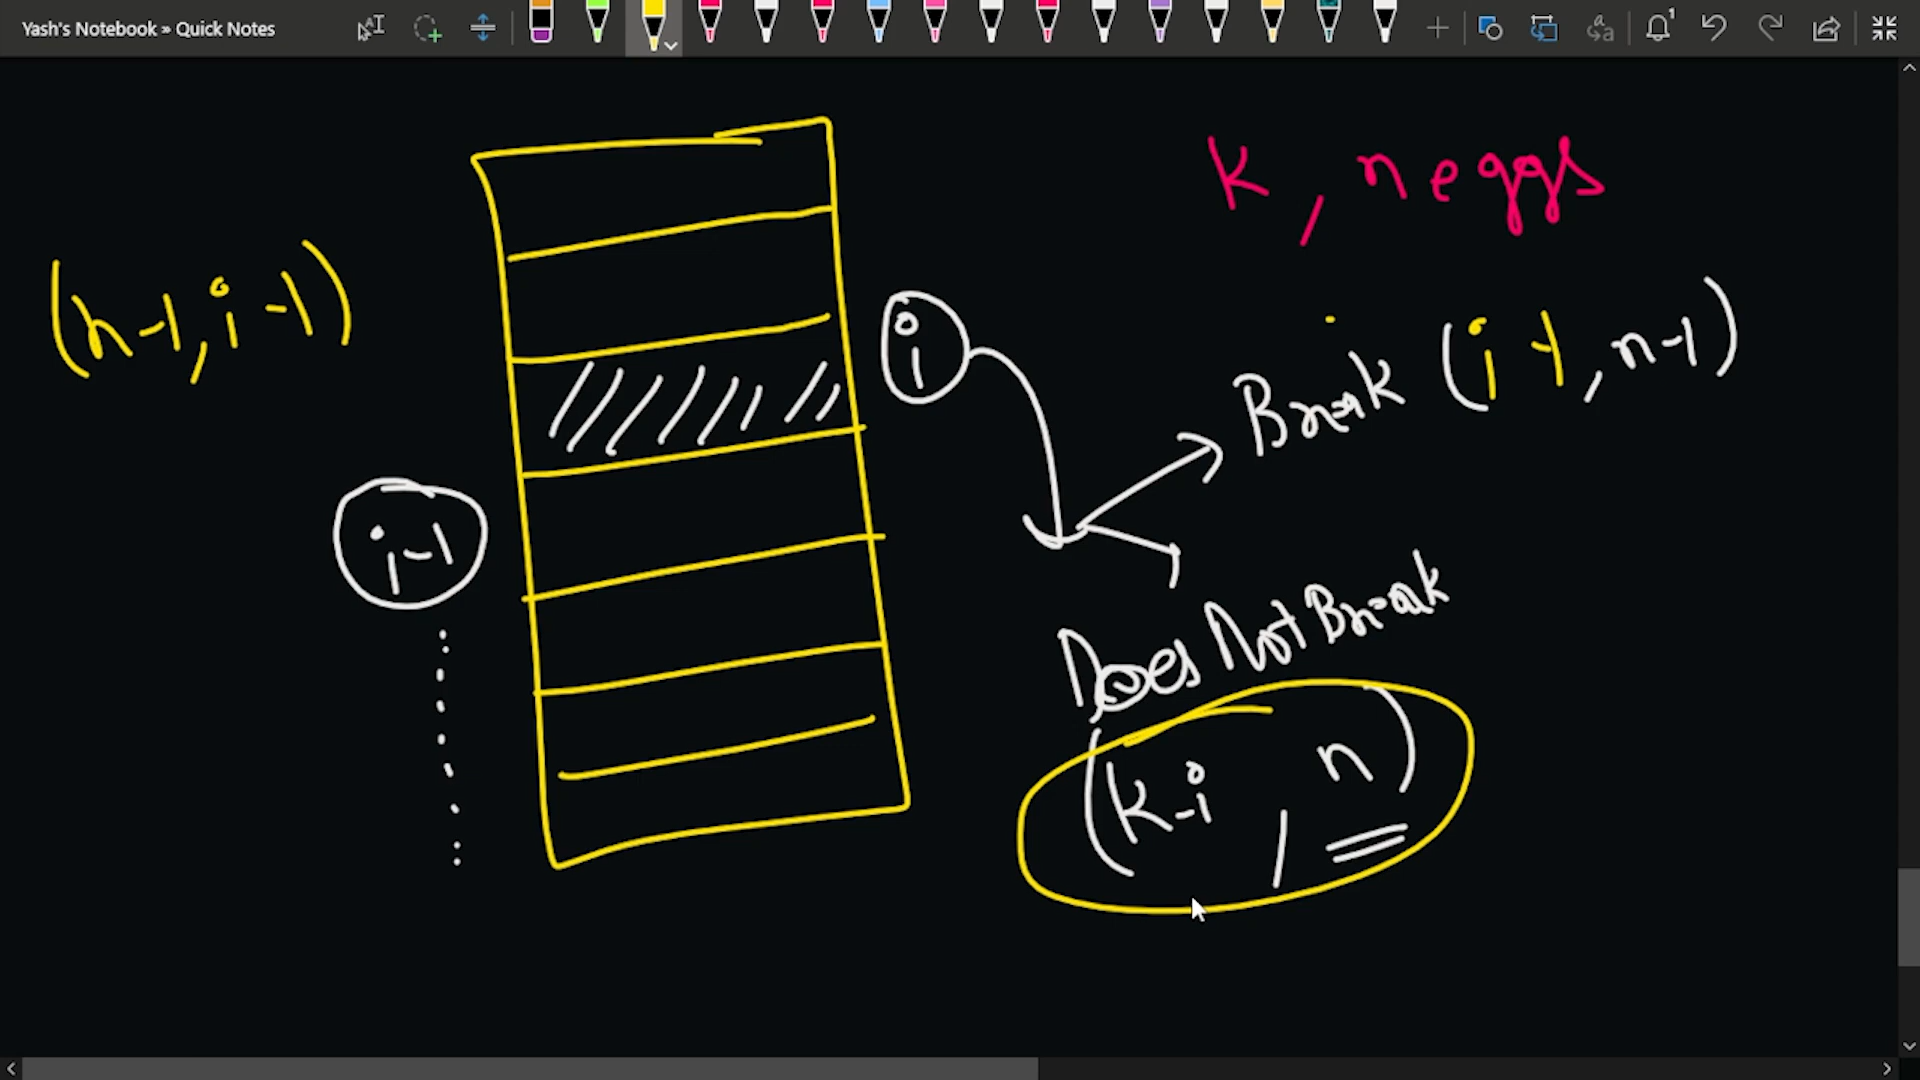 Yash's Notebook » Quick Notes
k, n eggs
(n-1, i-1)
i
Break (i-1, n-1)
i-1
Does Not Break
(k-i, n)